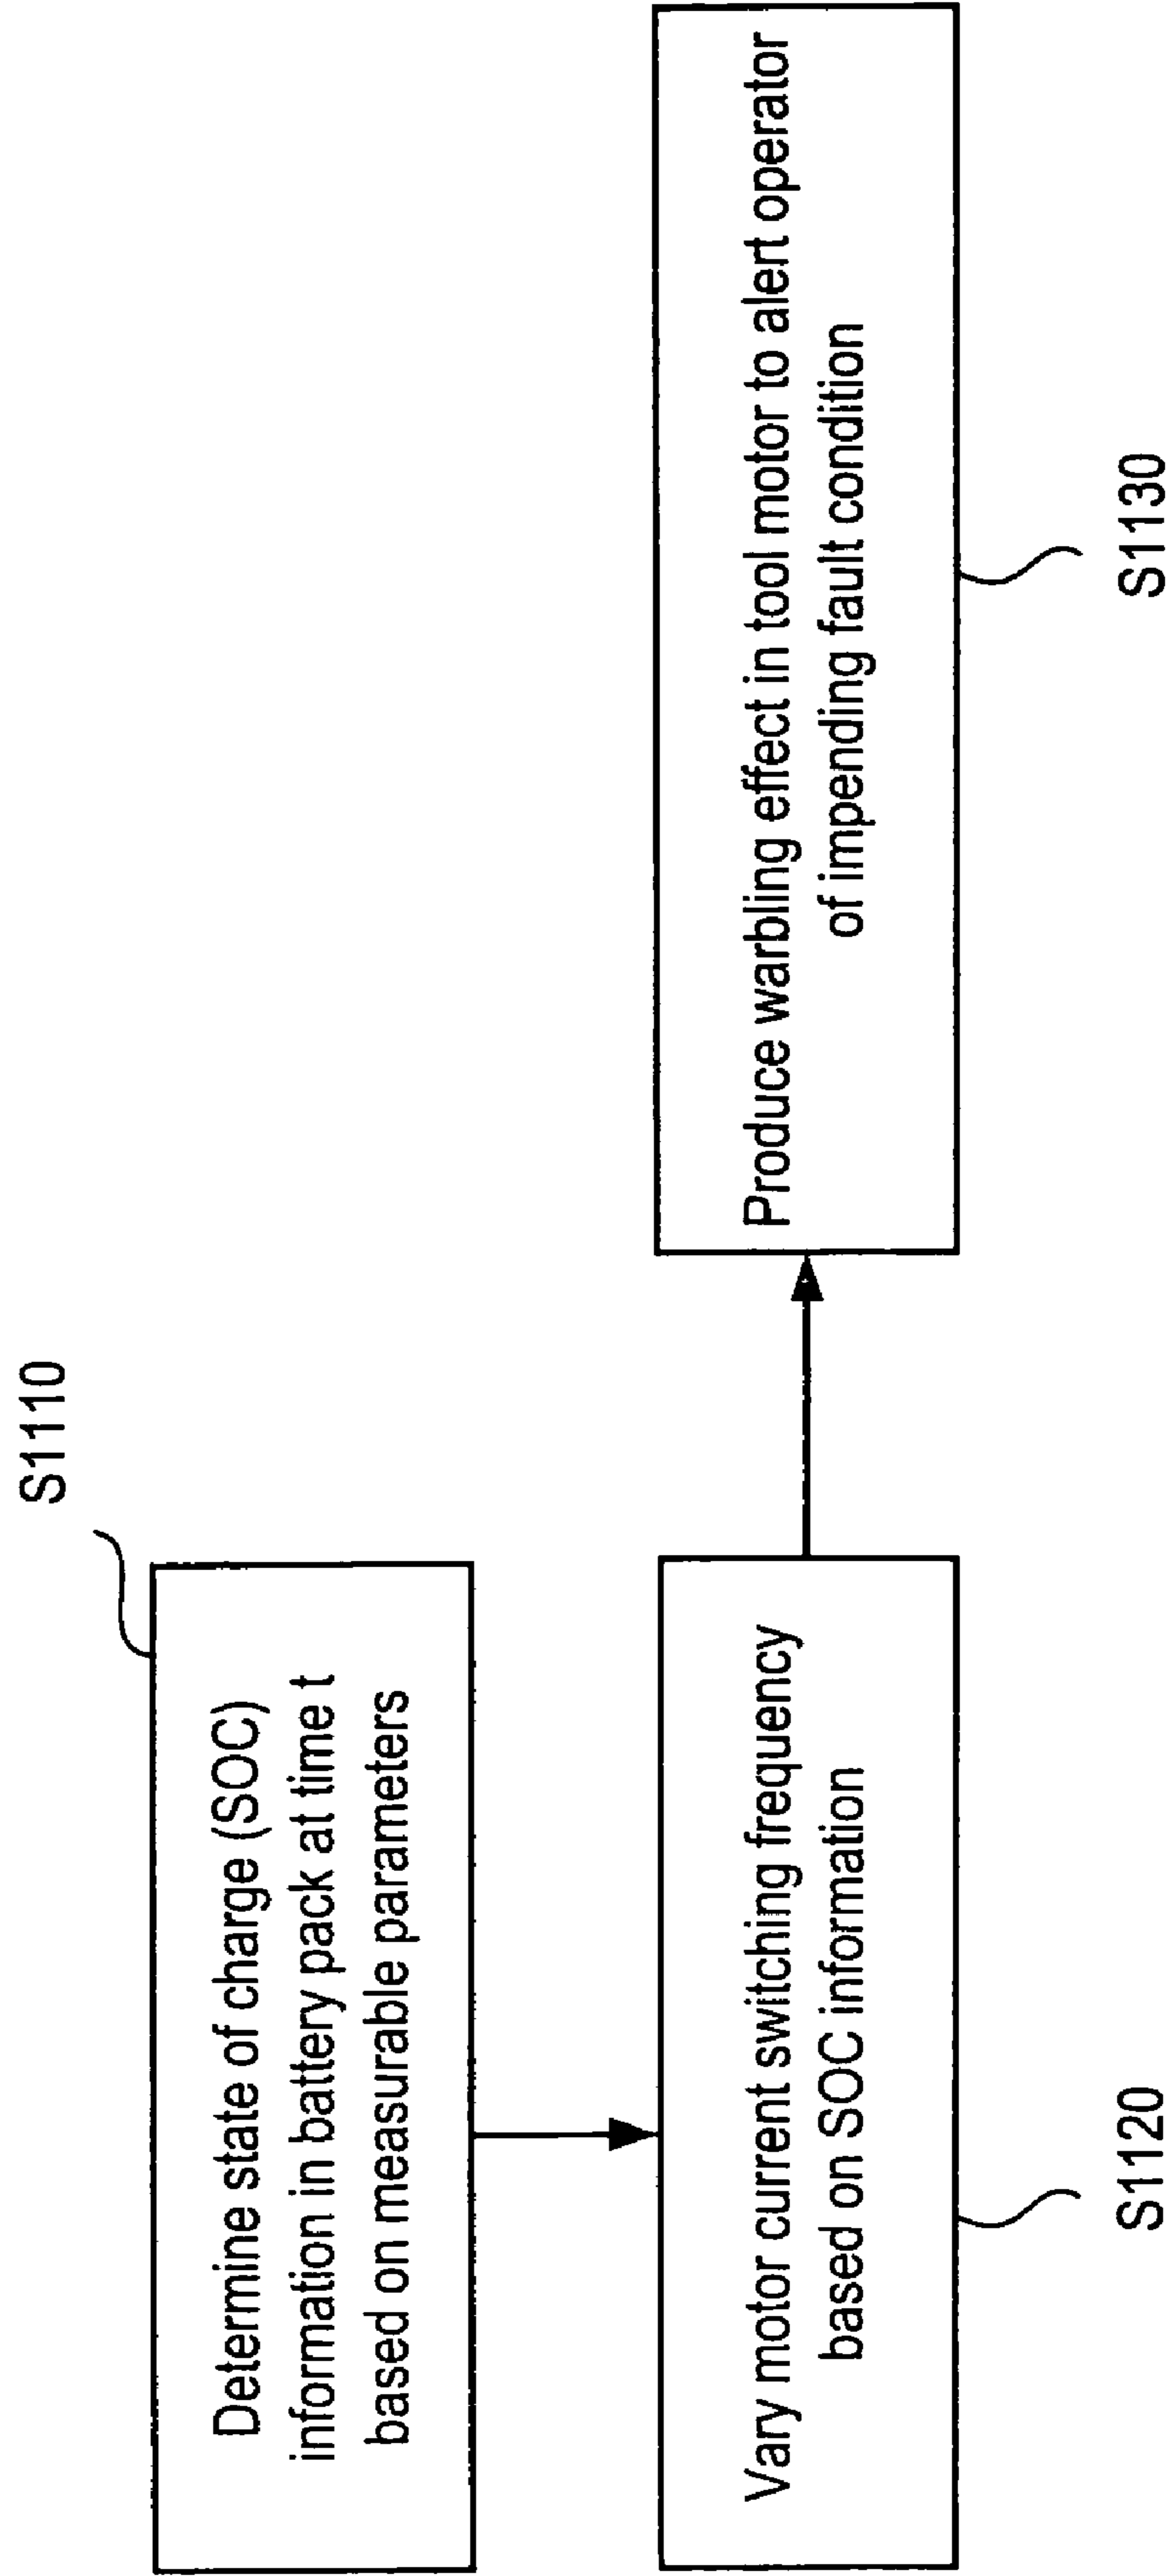 S1110
Determine state of charge (SOC)
information in battery pack at time t
based on measurable parameters
Vary motor current switching frequency
based on SOC information
S1120
Produce warbling effect in tool motor to alert operator
of impending fault condition
S1130